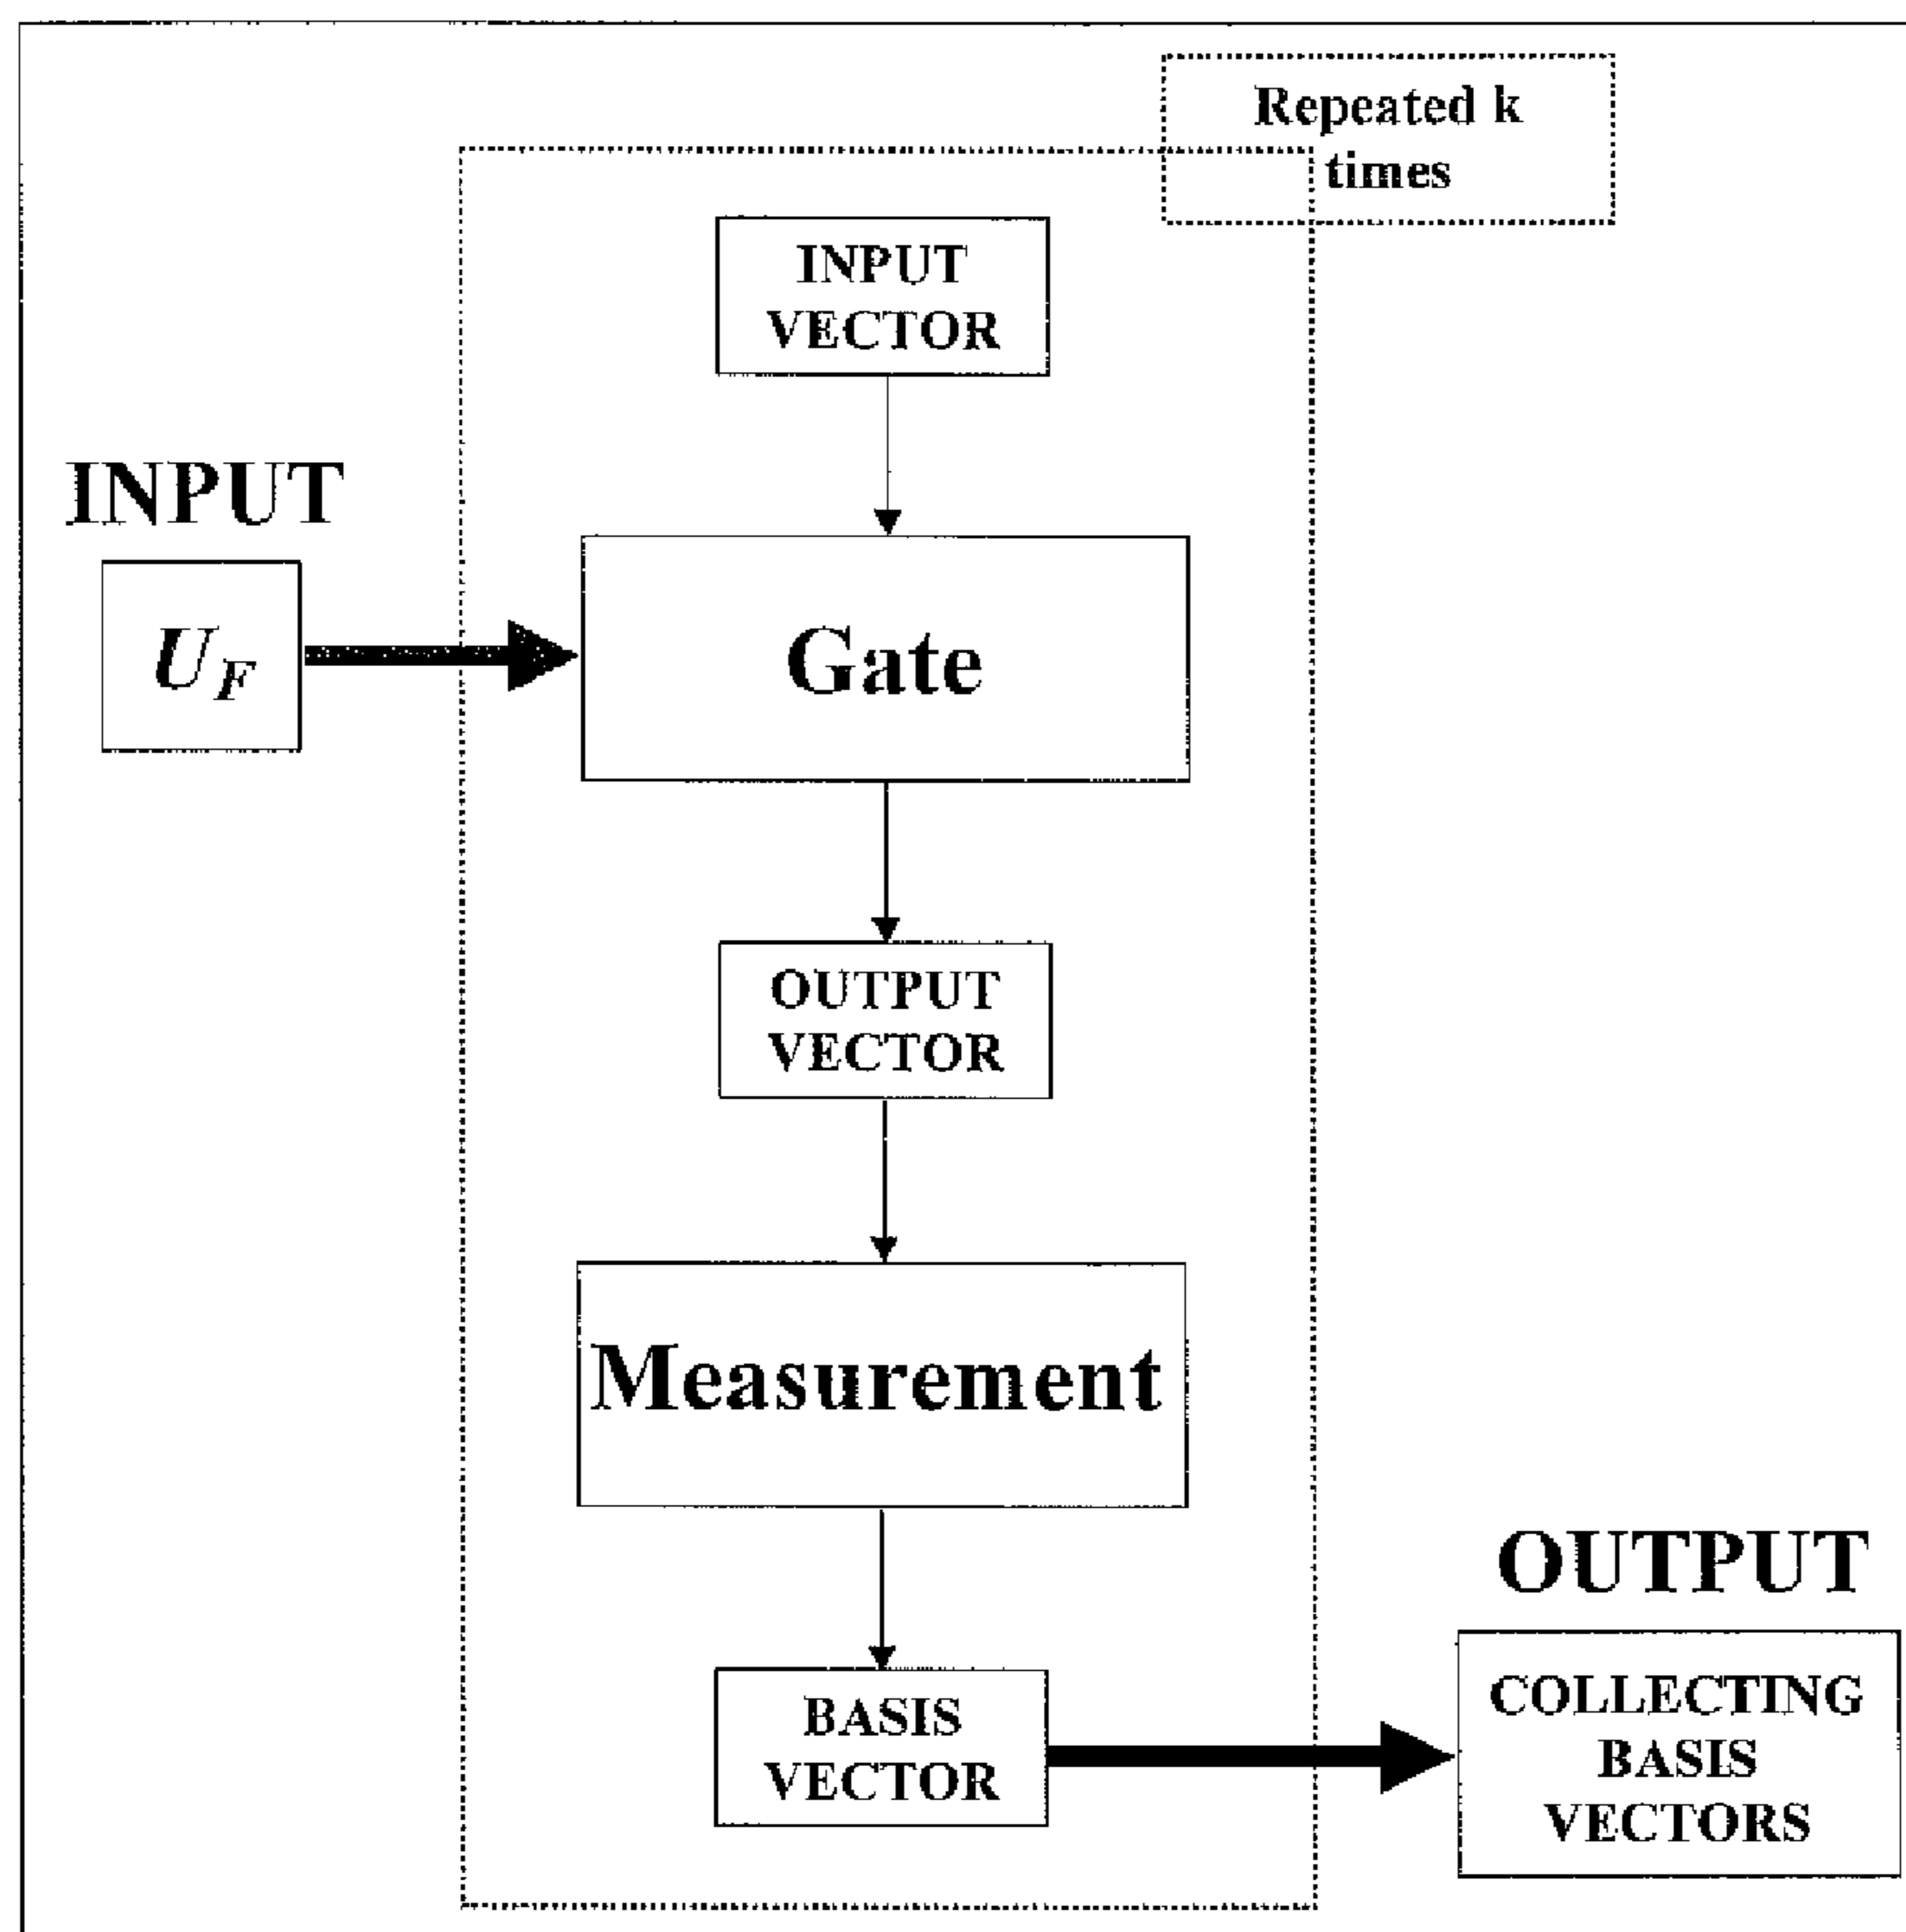 Repeated k
times
INPUT
VECTOR
INPUT
U_F
Gate
OUTPUT
VECTOR
Measurement
BASIS
VECTOR
OUTPUT
COLLECTING
BASIS
VECTORS